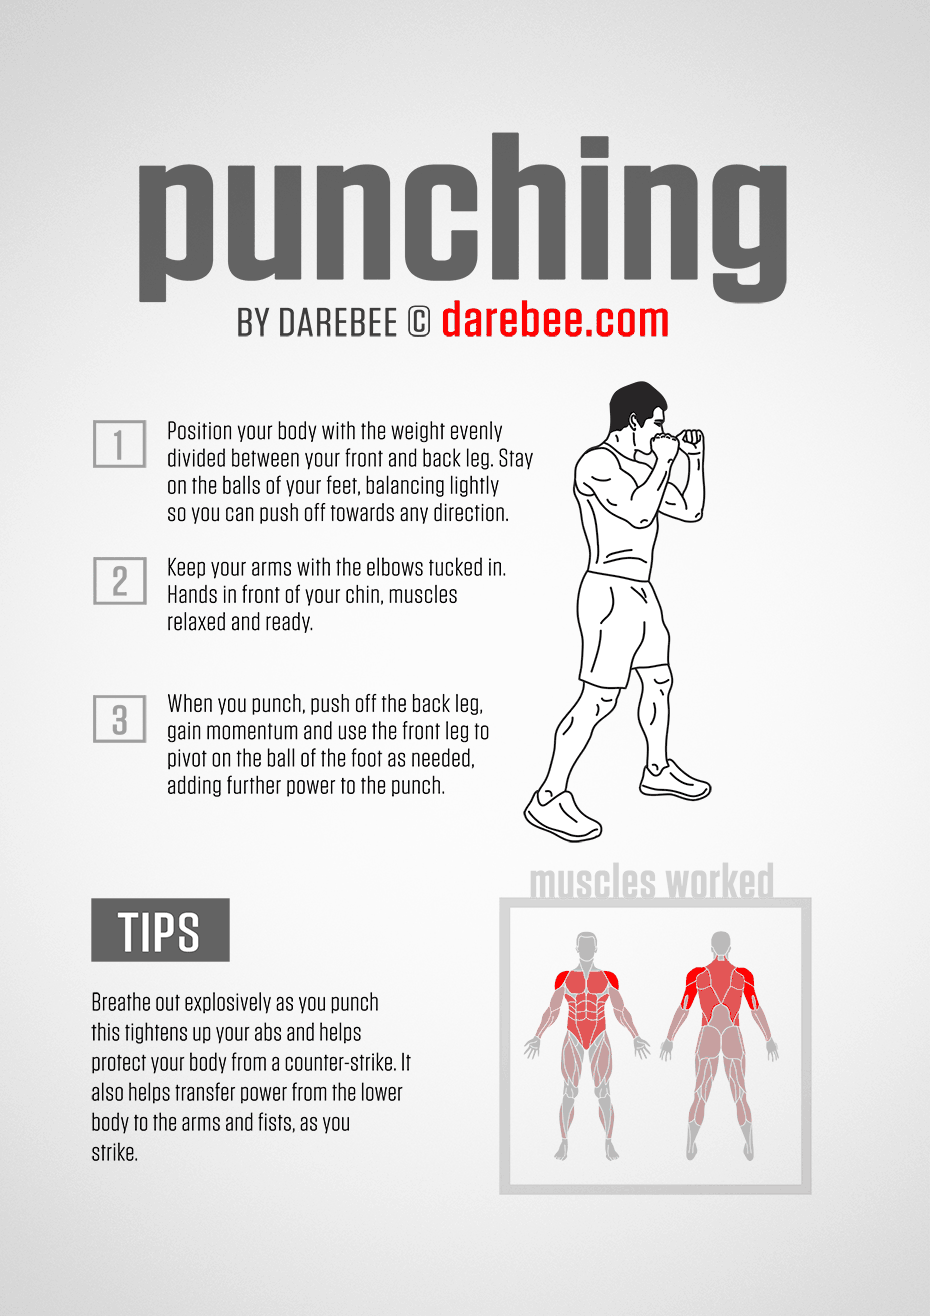 punching
BY DAREBEE © darebee.com
1
Position your body with the weight evenly
divided between your front and back leg. Stay
on the balls of your feet, balancing lightly
so you can push off towards any direction.
2
Keep your arms with the elbows tucked in.
Hands in front of your chin, muscles
relaxed and ready.
3
When you punch, push off the back leg,
gain momentum and use the front leg to
pivot on the ball of the foot as needed,
adding further power to the punch.
TIPS
Breathe out explosively as you punch
this tightens up your abs and helps
protect your body from a counter-strike. It
also helps transfer power from the lower
body to the arms and fists, as you
strike.
muscles worked